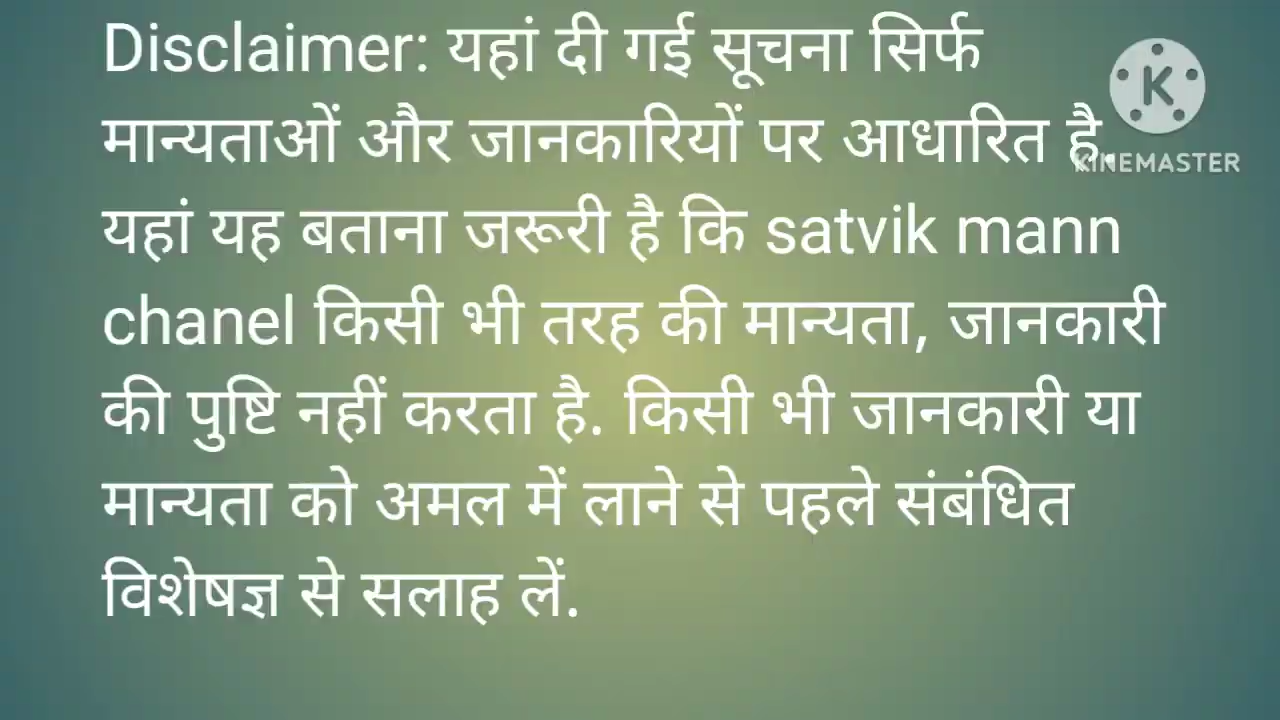 Disclaimer: यहां दी गई सूचना सिर्फ
मान्यताओं और जानकारियों पर आधारित है.
यहां यह बताना जरूरी है कि satvik mann
chanel किसी भी तरह की मान्यता, जानकारी
की पुष्टि नहीं करता है. किसी भी जानकारी या
मान्यता को अमल में लाने से पहले संबंधित
विशेषज्ञ से सलाह लें.
K
KINEMASTER